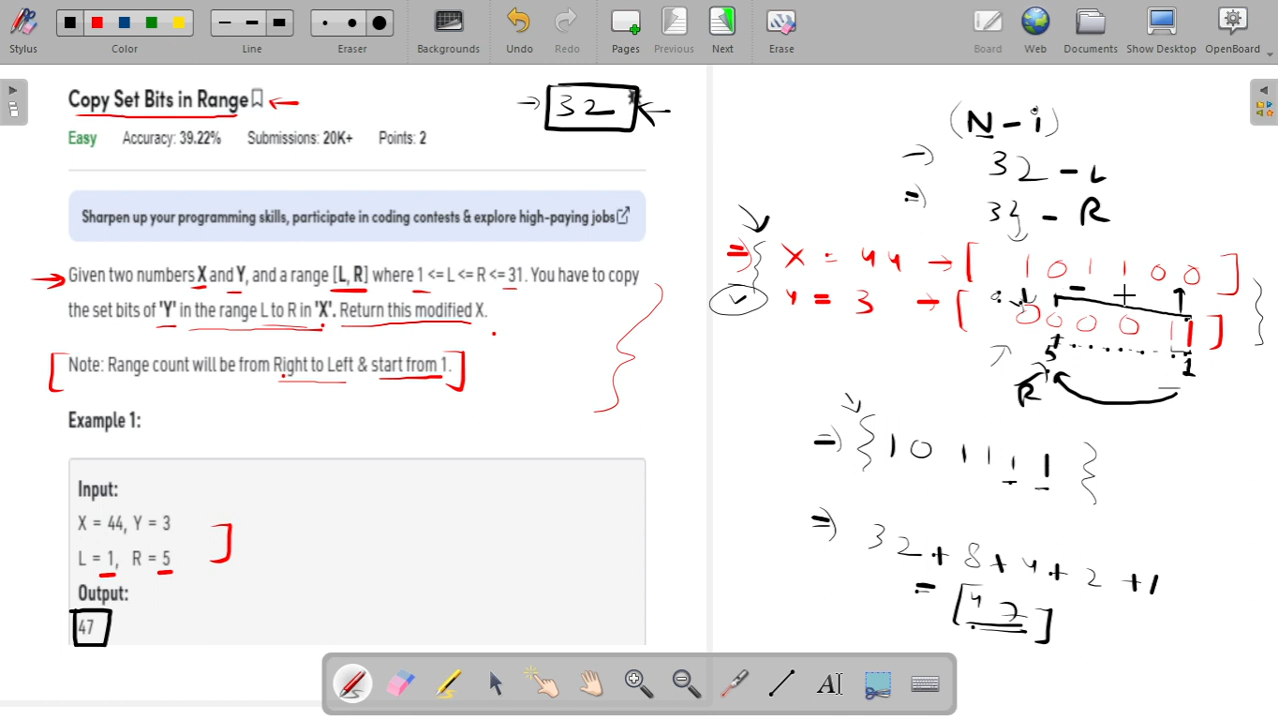 Stylus
Color
Line
Eraser
Backgrounds
Undo
Redo
Pages
Previous
Next
Erase
Board
Web
Documents
Show Desktop
OpenBoard
Copy Set Bits in Range
Easy Accuracy: 39.22% Submissions: 20K+ Points: 2
Sharpen up your programming skills, participate in coding contests & explore high-paying jobs
Given two numbers X and Y, and a range [L, R] where 1 <= L <= R <= 31. You have to copy
the set bits of 'Y' in the range L to R in 'X'. Return this modified X.
Note: Range count will be from Right to Left & start from 1.
Example 1:
Input:
X = 44, Y = 3
L = 1, R = 5
Output:
47
→ 32 ←
(N - i)
32 - L
- R
X = 44 → [ 1 0 1 1 0 0 ]
Y = 3 → [ 0 0 0 0 1 1 ]
5 1
R
⇒ { 1 0 1 1 1 1 }
⇒ 32 + 8 + 4 + 2 + 1
= [47]